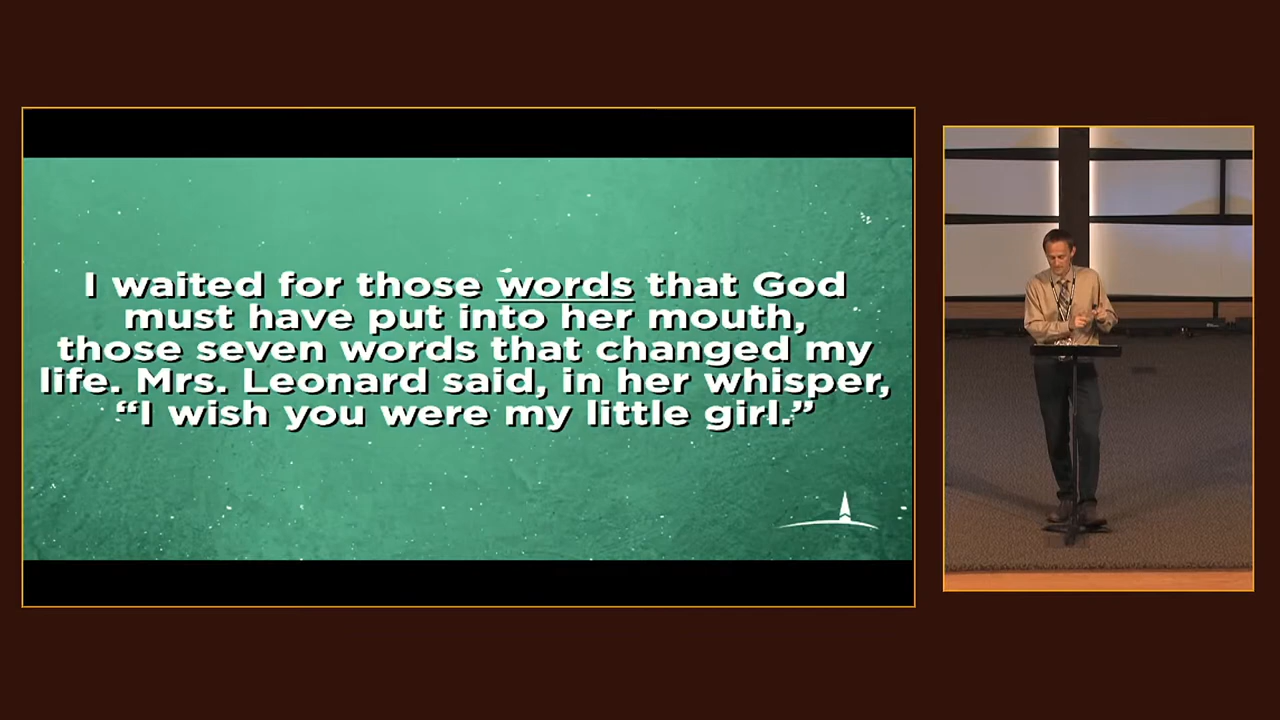 I waited for those words that God
must have put into her mouth,
those seven words that changed my
life. Mrs. Leonard said, in her whisper,
“I wish you were my little girl.”